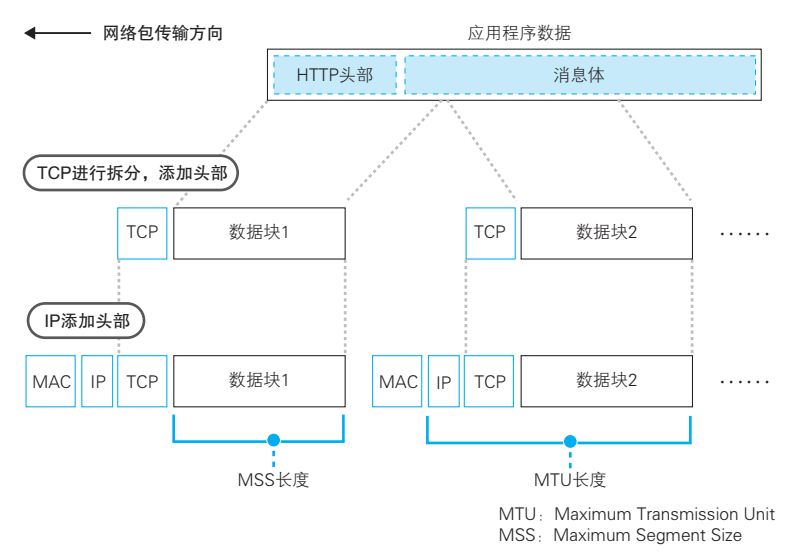 网络包传输方向
应用程序数据
HTTP头部 消息体
TCP进行拆分，添加头部
TCP 数据块1 TCP 数据块2 ······
IP添加头部
MAC IP TCP 数据块1 MAC IP TCP 数据块2 ······
MSS长度 MTU长度
MTU：Maximum Transmission Unit
MSS：Maximum Segment Size